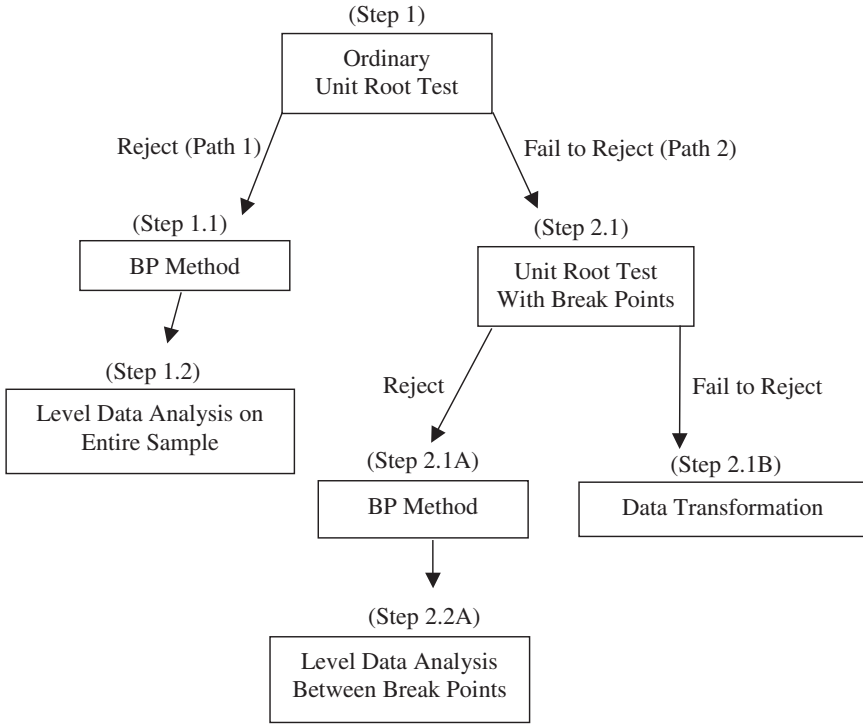 (Step 1)
Ordinary
Unit Root Test
Reject (Path 1)
Fail to Reject (Path 2)
(Step 1.1)
BP Method
(Step 2.1)
Unit Root Test
With Break Points
(Step 1.2)
Level Data Analysis on
Entire Sample
Reject
Fail to Reject
(Step 2.1A)
BP Method
(Step 2.1B)
Data Transformation
(Step 2.2A)
Level Data Analysis
Between Break Points